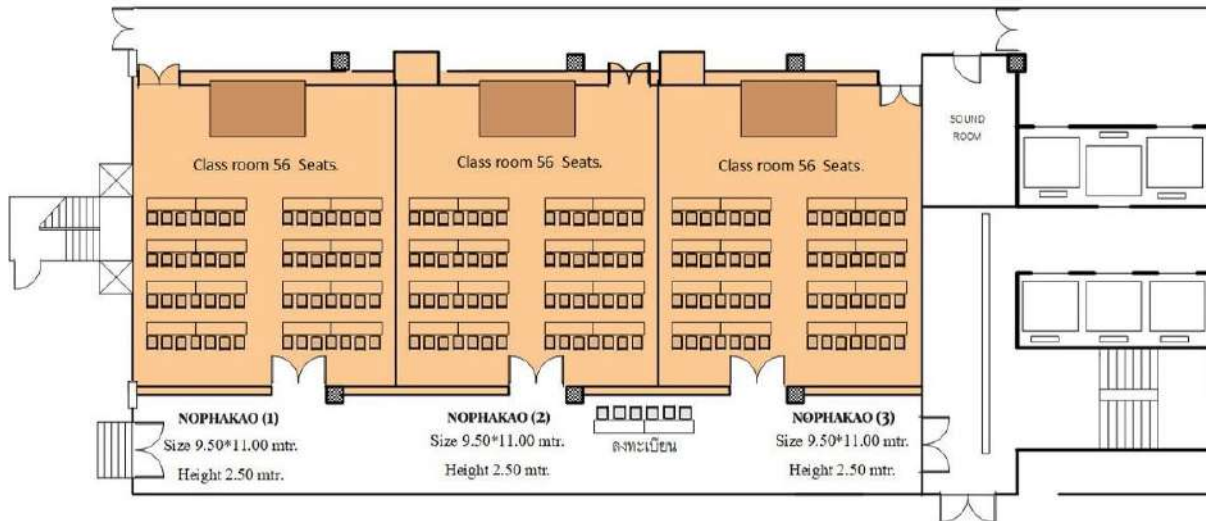 SOUND
ROOM
Class room 56 Seats.
Class room 56 Seats.
Class room 56 Seats.
NOPHAKAO (1)
Size 9.50*11.00 mtr.
Height 2.50 mtr.
NOPHAKAO (2)
Size 9.50*11.00 mtr.
Height 2.50 mtr.
ลงทะเบียน
NOPHAKAO (3)
Size 9.50*11.00 mtr.
Height 2.50 mtr.